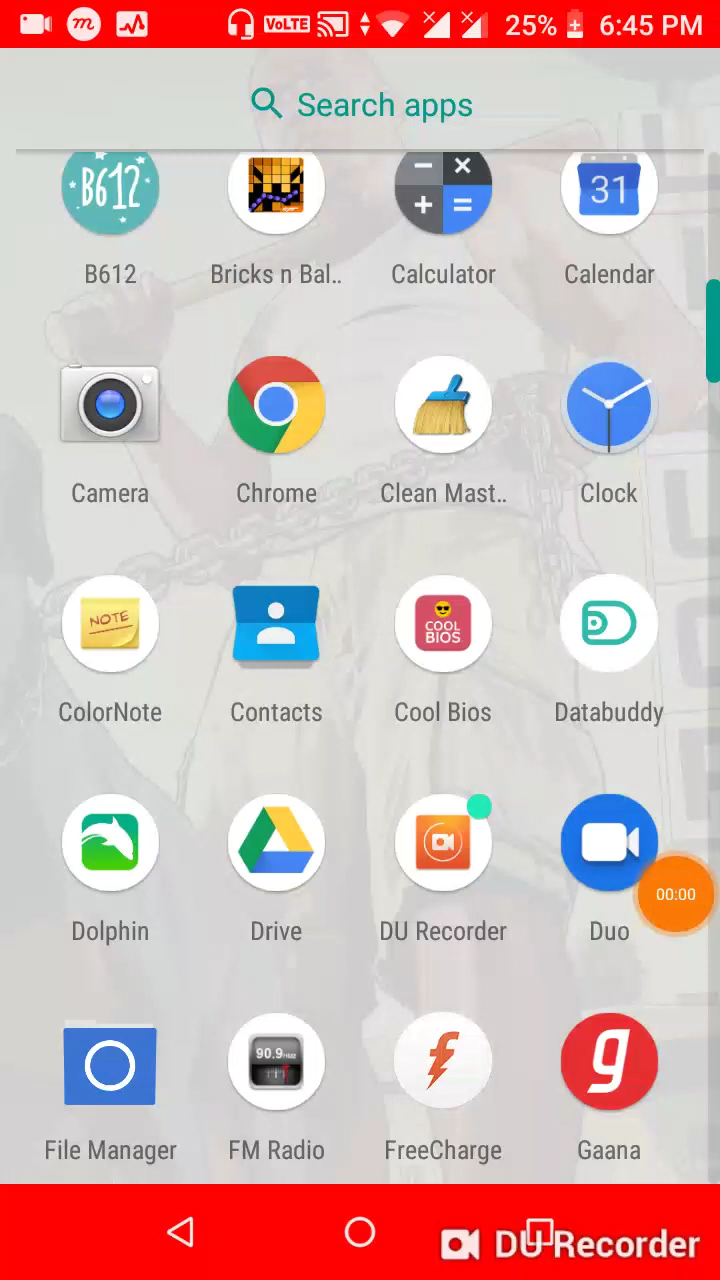 m VoLTE 25% 6:45 PM
Search apps
B612 31
B612 Bricks n Bal.. Calculator Calendar
Camera Chrome Clean Mast.. Clock
NOTE COOL BIOS D
ColorNote Contacts Cool Bios Databuddy
Dolphin Drive DU Recorder Duo
00:00
90.9 f g
File Manager FM Radio FreeCharge Gaana
DU Recorder